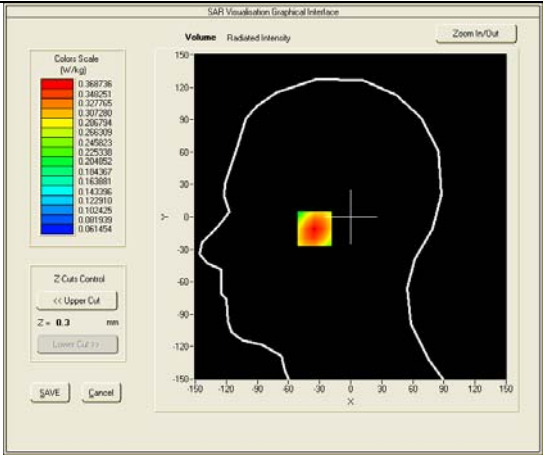 SAR Visualisation Graphical Interface
Volume Radiated Intensity
Zoom In/Out
Colors Scale
(W/kg)
0.368736
0.348251
0.327765
0.307280
0.286794
0.266309
0.245823
0.225338
0.204852
0.184367
0.163881
0.143396
0.122910
0.102425
0.081939
0.061454
150
120
90
60
30
0
-30
-60
-90
-120
-150
Y
-150 -120 -90 -60 -30 0 30 60 90 120 150
X
Z-Cuts Control
<< Upper Cut
Z = 0.3 mm
Lower Cut >>
SAVE Cancel